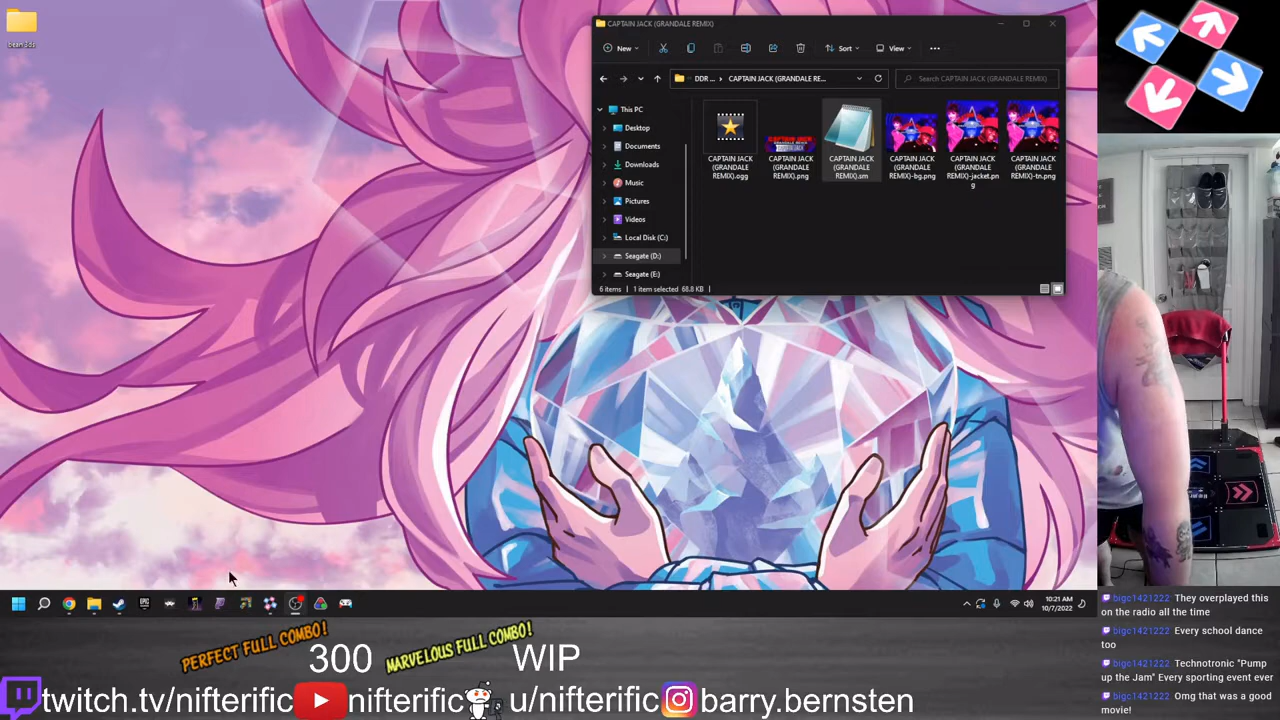 bean 3ds
CAPTAIN JACK (GRANDALE REMIX)
New
Sort
View
DDR ... > CAPTAIN JACK (GRANDALE RE...
Search CAPTAIN JACK (GRANDALE REMIX)
This PC
Desktop
Documents
Downloads
Music
Pictures
Videos
Local Disk (C:)
Seagate (D:)
Seagate (E:)
CAPTAIN JACK (GRANDALE REMIX).ogg
CAPTAIN JACK (GRANDALE REMIX).png
CAPTAIN JACK (GRANDALE REMIX).sm
CAPTAIN JACK (GRANDALE REMIX)-bg.png
CAPTAIN JACK (GRANDALE REMIX)-jacket.png
CAPTAIN JACK (GRANDALE REMIX)-tn.png
6 items
1 item selected 68.8 KB
10:21 AM
10/7/2022
bigc1421222 They overplayed this
on the radio all the time
bigc1421222 Every school dance
too
bigc1421222 Technotronic "Pump
up the Jam" Every sporting event ever
bigc1421222 Omg that was a good
movie!
PERFECT FULL COMBO!
300
MARVELOUS FULL COMBO!
WIP
twitch.tv/nifterific
nifterific
u/nifterific
barry.bernsten